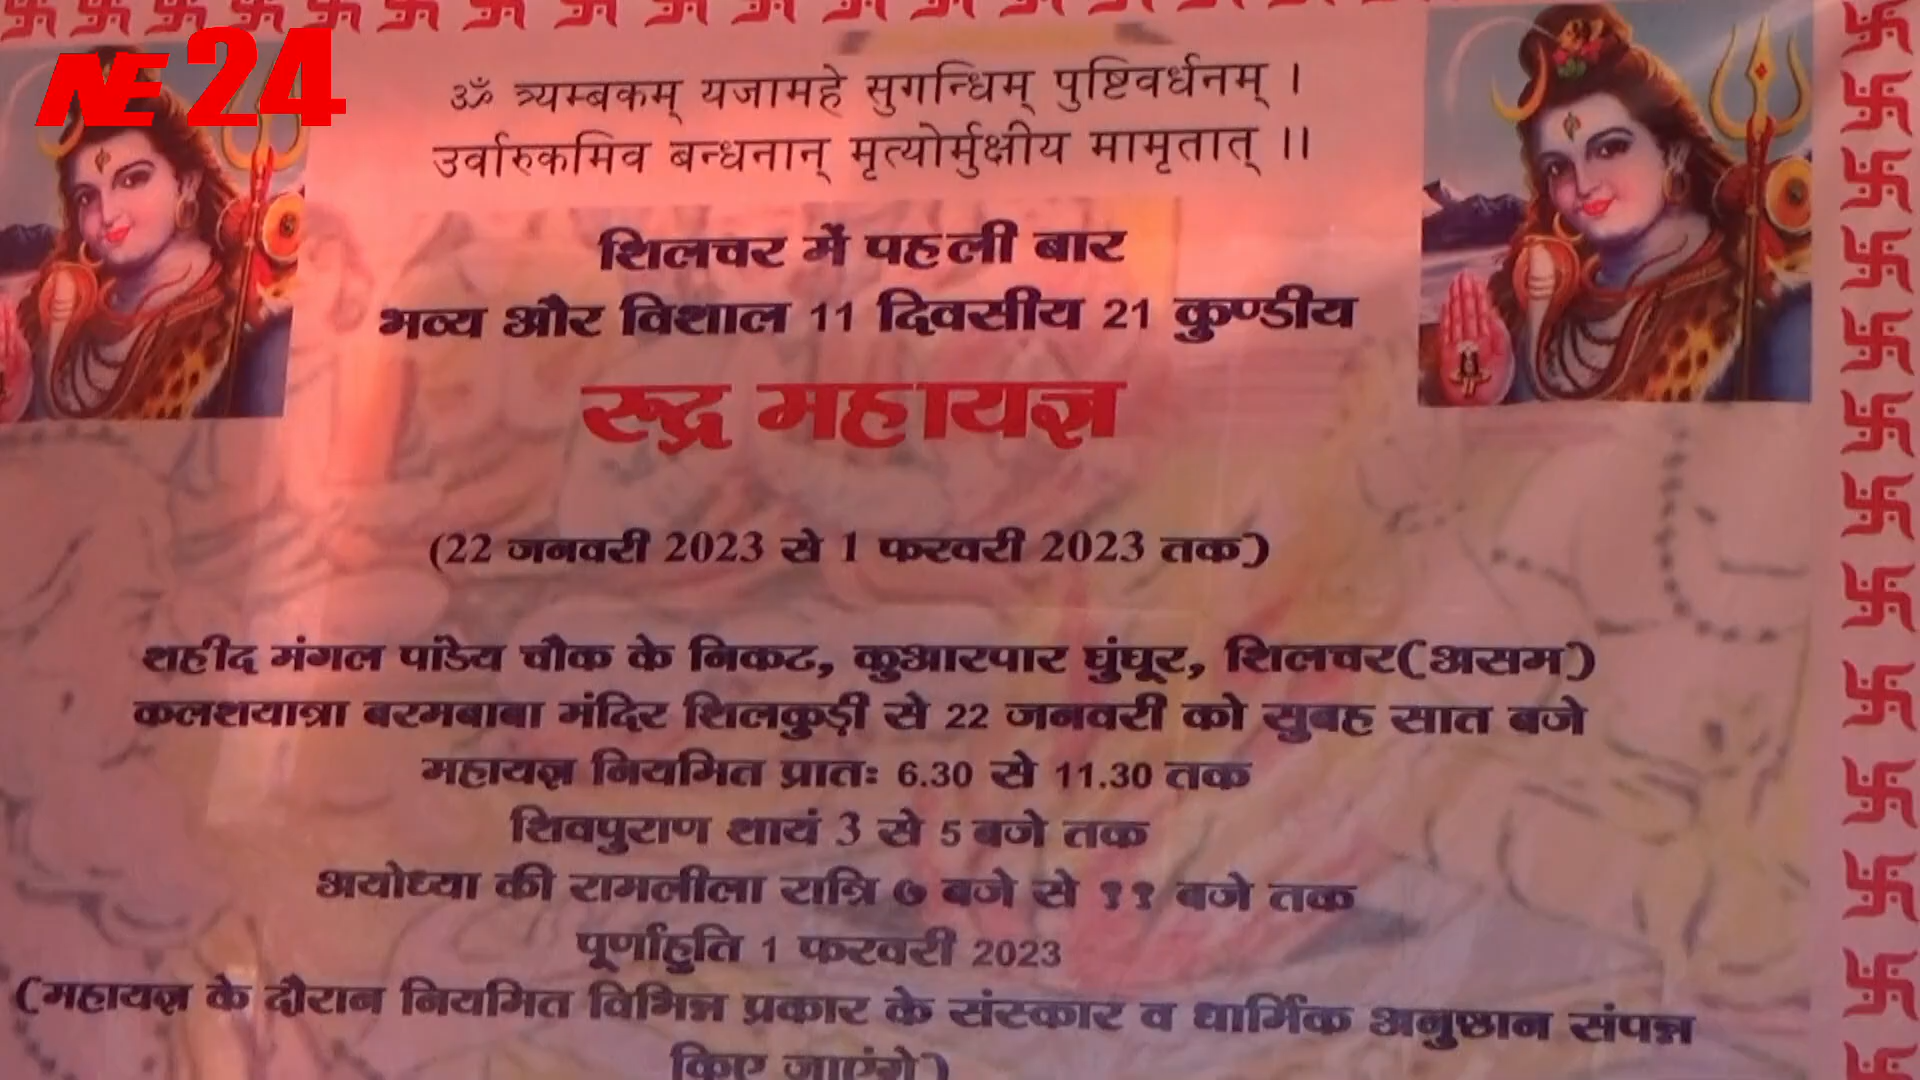 NE 24
ॐ त्र्यम्बकम् यजामहे सुगन्धिम् पुष्टिवर्धनम् ।
उर्वारुकमिव बन्धनान् मृत्योर्मुक्षीय मामृतात् ।।
शिलचर में पहली बार
भव्य और विशाल 11 दिवसीय 21 कुण्डीय
रुद्र महायज्ञ
(22 जनवरी 2023 से 1 फरवरी 2023 तक)
शहीद मंगल पांडेय चौक के निकट, कुआरपार घुंघूर, शिलचर(असम)
कलशयात्रा बरमबाबा मंदिर शिलकुड़ी से 22 जनवरी को सुबह सात बजे
महायज्ञ नियमित प्रातः 6.30 से 11.30 तक
शिवपुराण शायं 3 से 5 बजे तक
अयोध्या की रामलीला रात्रि ७ बजे से ११ बजे तक
पूर्णाहुति 1 फरवरी 2023
(महायज्ञ के दौरान नियमित विभिन्न प्रकार के संस्कार व धार्मिक अनुष्ठान संपन्न
किए जाएंगे)